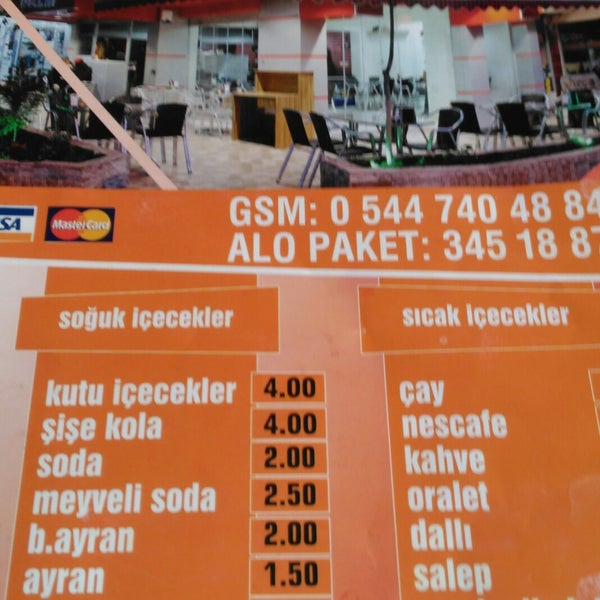 VISA
MasterCard
GSM: 0 544 740 48 84
ALO PAKET: 345 18 87
soğuk içecekler
kutu içecekler 4.00
şişe kola 4.00
soda 2.00
meyveli soda 2.50
b.ayran 2.00
ayran 1.50
sıcak içecekler
çay
nescafe
kahve
oralet
dallı
salep